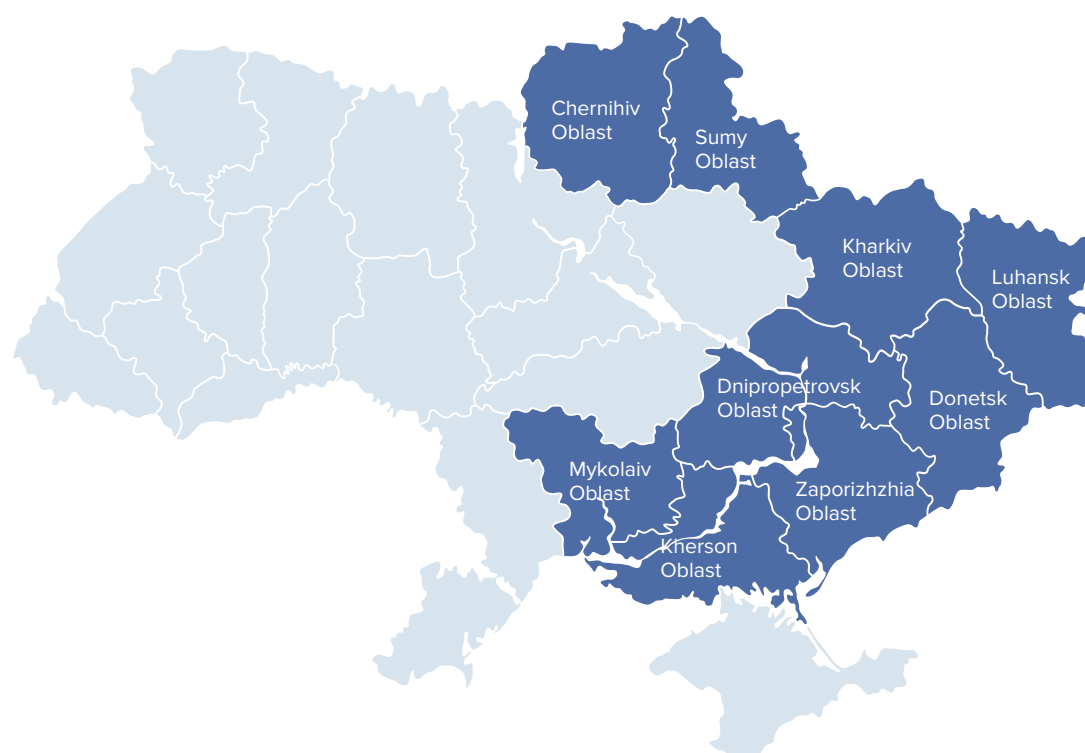 Chernihiv
Oblast
Sumy
Oblast
Kharkiv
Oblast
Luhansk
Oblast
Dnipropetrovsk
Oblast
Donetsk
Oblast
Mykolaiv
Oblast
Zaporizhzhia
Oblast
Kherson
Oblast